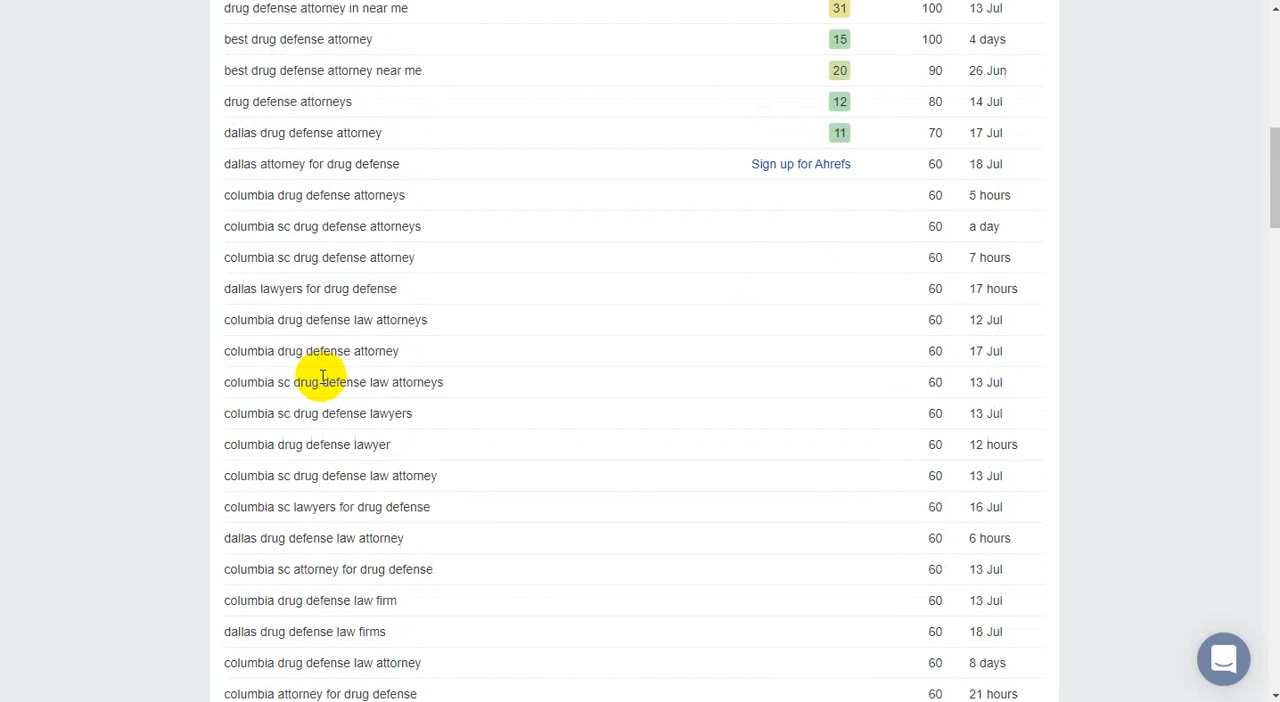 drug defense attorney in near me 31 100 13 Jul
best drug defense attorney 15 100 4 days
best drug defense attorney near me 20 90 26 Jun
drug defense attorneys 12 80 14 Jul
dallas drug defense attorney 11 70 17 Jul
dallas attorney for drug defense Sign up for Ahrefs 60 18 Jul
columbia drug defense attorneys 60 5 hours
columbia sc drug defense attorneys 60 a day
columbia sc drug defense attorney 60 7 hours
dallas lawyers for drug defense 60 17 hours
columbia drug defense law attorneys 60 12 Jul
columbia drug defense attorney 60 17 Jul
columbia sc drug defense law attorneys 60 13 Jul
columbia sc drug defense lawyers 60 13 Jul
columbia drug defense lawyer 60 12 hours
columbia sc drug defense law attorney 60 13 Jul
columbia sc lawyers for drug defense 60 16 Jul
dallas drug defense law attorney 60 6 hours
columbia sc attorney for drug defense 60 13 Jul
columbia drug defense law firm 60 13 Jul
dallas drug defense law firms 60 18 Jul
columbia drug defense law attorney 60 8 days
columbia attorney for drug defense 60 21 hours